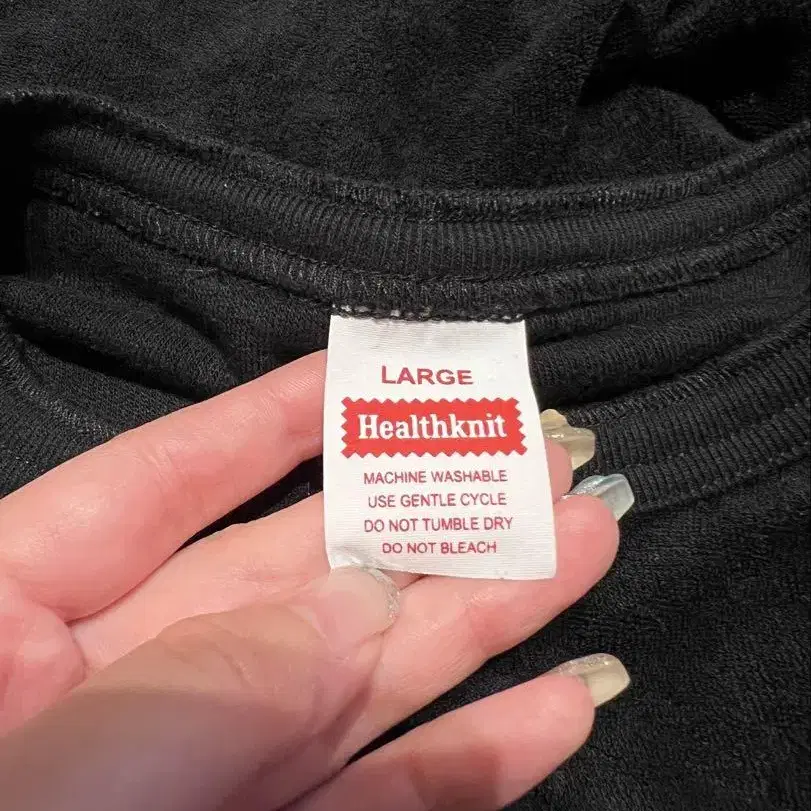 LARGE
Healthknit
MACHINE WASHABLE
USE GENTLE CYCLE
DO NOT TUMBLE DRY
DO NOT BLEACH